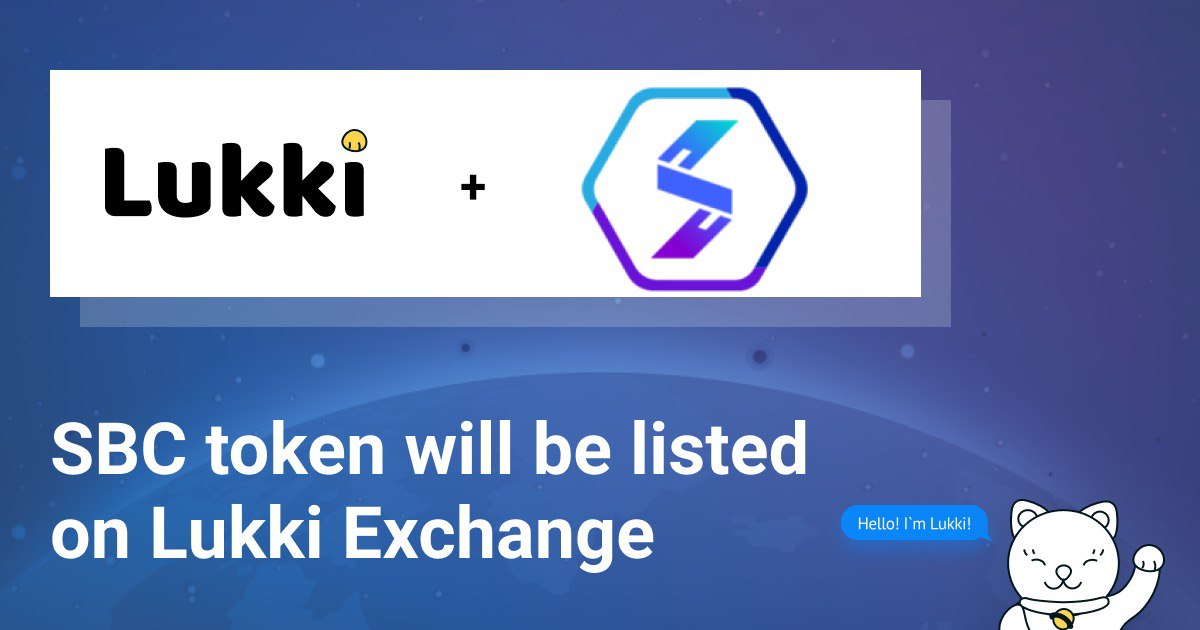 Lukki
+
SBC token will be listed
on Lukki Exchange
Hello! I`m Lukki!